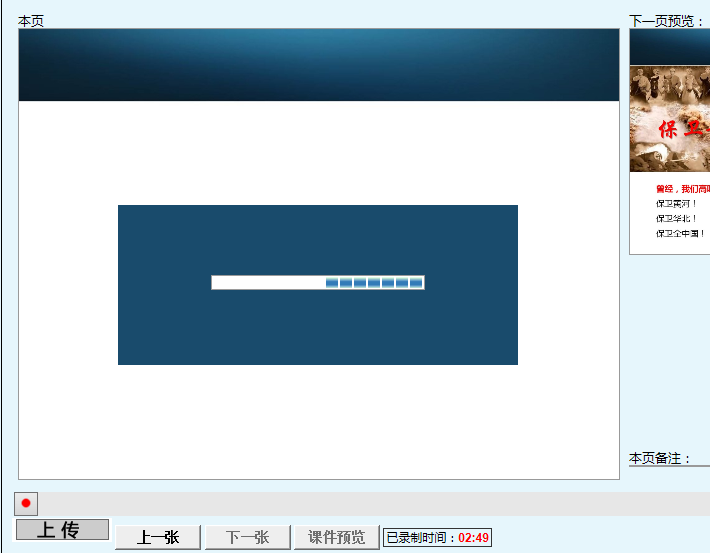 本页
下一页预览：
保卫
曾经，我们高
保卫黄河！
保卫华北！
保卫全中国！
本页备注：
上传
上一张
下一张
课件预览
已录制时间：02:49